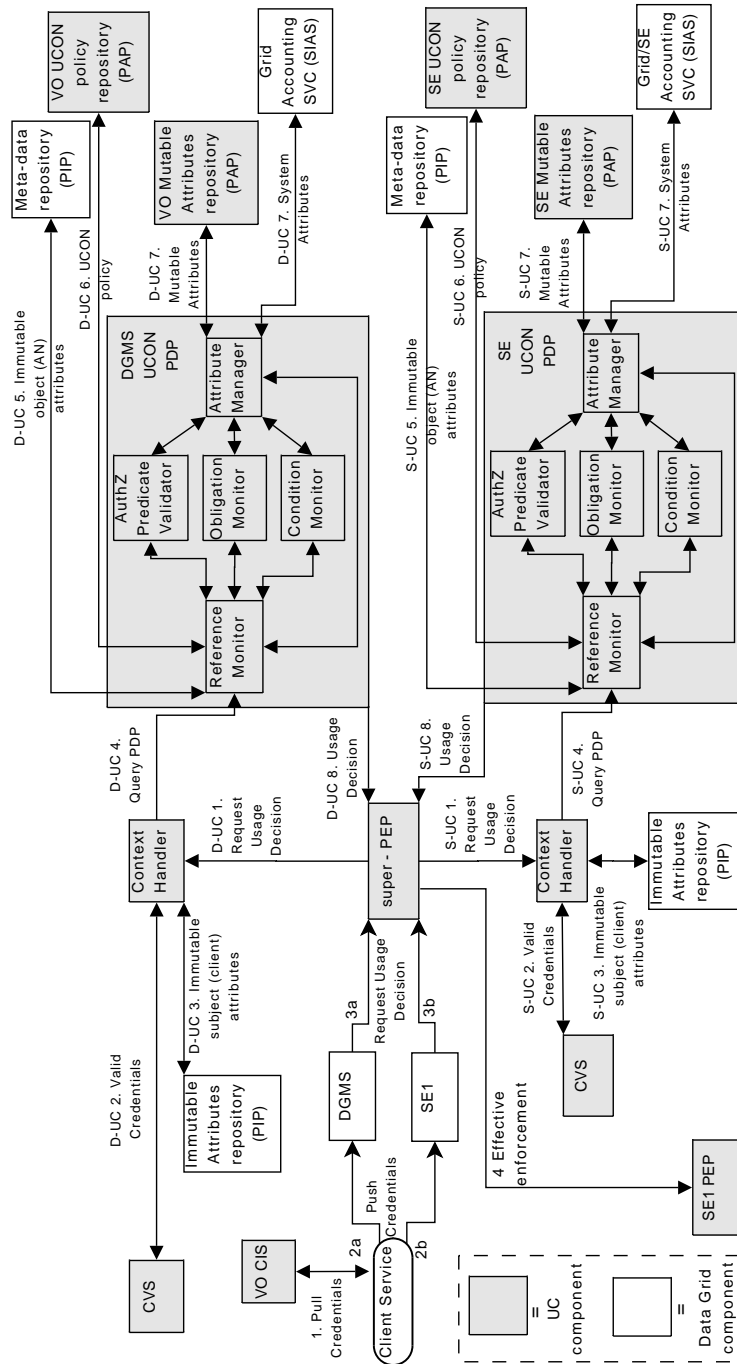 CVS
D-UC 2. Valid
Credentials
Context
Handler
D-UC 3. Immutable
subject (client)
attributes
Immutable
Attributes
repository
(PIP)
D-UC 4.
Query PDP
D-UC 1.
Request
Usage
Decision
D-UC 5. Immutable
object (AN)
attributes
D-UC 6. UCON
policy
Meta-data
repository
(PIP)
VO UCON
policy
repository
(PAP)
DGMS
UCON
PDP
Reference
Monitor
AuthZ
Predicate
Validator
Obligation
Monitor
Condition
Monitor
Attribute
Manager
D-UC 7.
Mutable
Attributes
VO Mutable
Attributes
repository
(PAP)
D-UC 7. System
Attributes
Grid
Accounting
SVC (SIAS)
D-UC 8. Usage
Decision
VO CIS
1. Pull
Credentials
Client Service
2a
Push
Credentials
2b
DGMS
SE1
3a
Request Usage
Decision
3b
super - PEP
S-UC 8. Usage
Decision
S-UC 1.
Request
Usage
Decision
4 Effective
enforcement
SE1 PEP
CVS
S-UC 2. Valid
Credentials
S-UC 3. Immutable
subject (client)
attributes
Context
Handler
Immutable
Attributes
repository
(PIP)
S-UC 4.
Query PDP
S-UC 5. Immutable
object (AN)
attributes
S-UC 6. UCON
policy
Meta-data
repository
(PIP)
SE UCON
policy
repository
(PAP)
SE
UCON
PDP
Reference
Monitor
AuthZ
Predicate
Validator
Obligation
Monitor
Condition
Monitor
Attribute
Manager
S-UC 7.
Mutable
Attributes
SE Mutable
Attributes
repository
(PAP)
S-UC 7. System
Attributes
Grid/SE
Accounting
SVC (SIAS)
=
UC
component
=
Data Grid
component